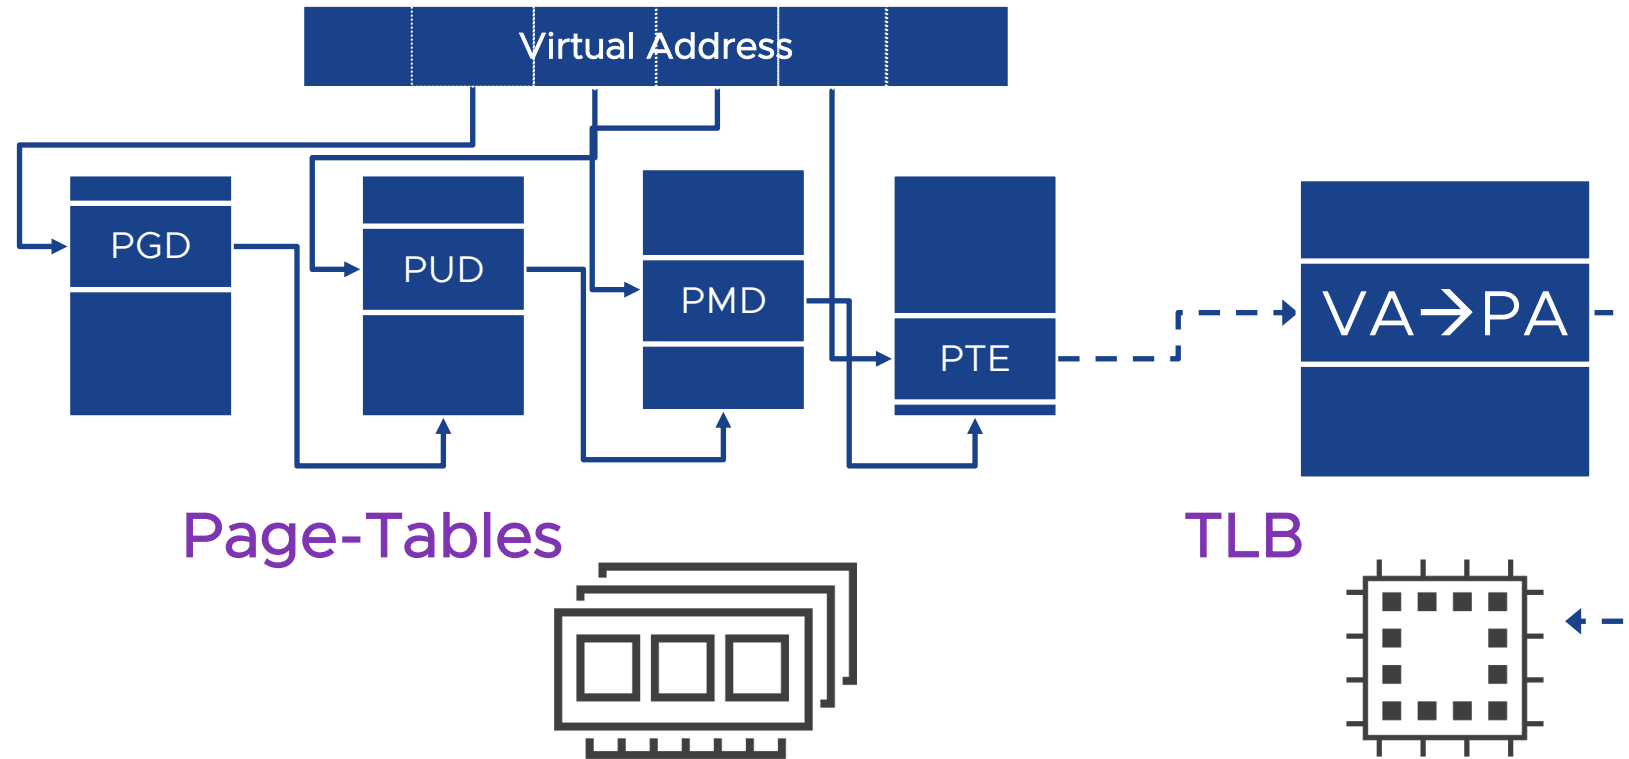 Virtual Address
PGD
PUD
PMD
PTE
VA→PA
Page-Tables
TLB